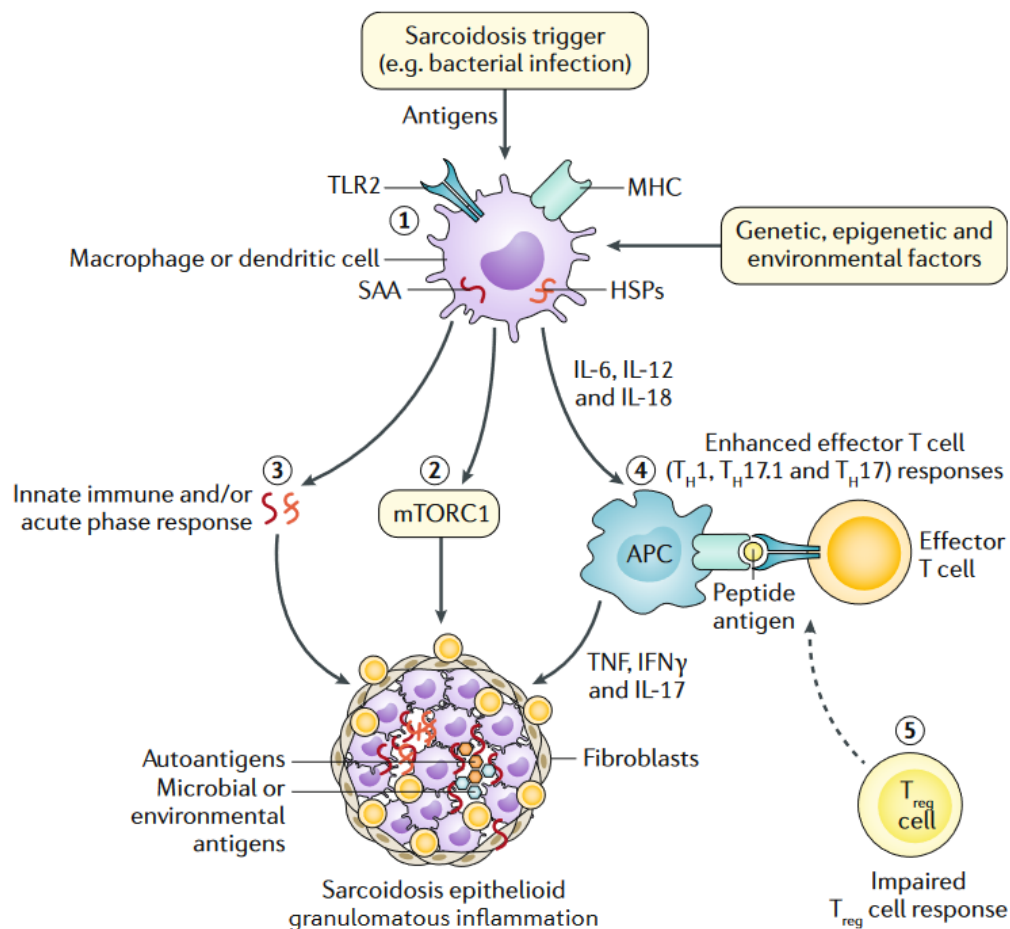 Sarcoidosis trigger
(e.g. bacterial infection)
Antigens
TLR2
MHC
1
Genetic, epigenetic and
environmental factors
Macrophage or dendritic cell
SAA
HSPs
IL-6, IL-12
and IL-18
3
2
4
Enhanced effector T cell
(TH1, TH17.1 and TH17) responses
Innate immune and/or
acute phase response
mTORC1
APC
Effector
T cell
Peptide
antigen
TNF, IFNγ
and IL-17
5
Autoantigens
Microbial or
environmental
antigens
Fibroblasts
Treg
cell
Sarcoidosis epithelioid
granulomatous inflammation
Impaired
Treg cell response